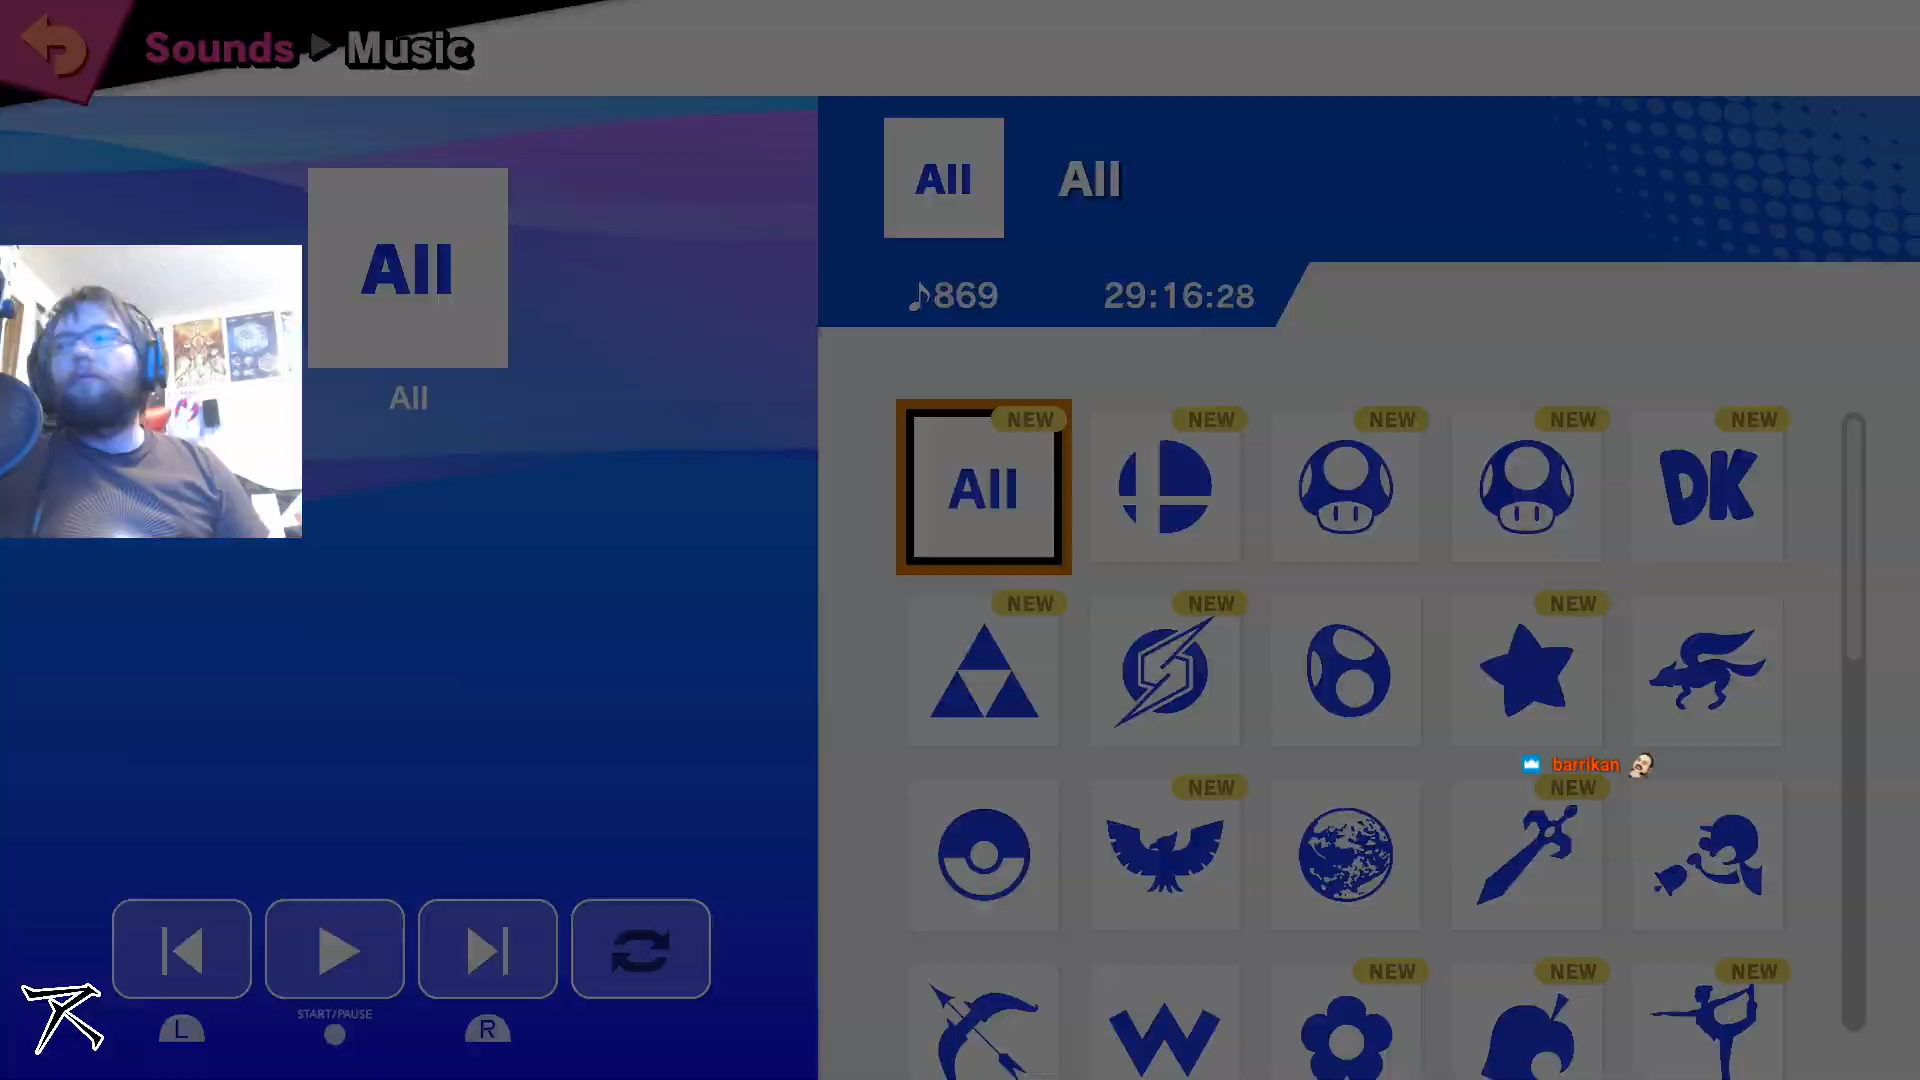 Sounds ▶ Music
All
All
♪869 29:16:28
All
All
NEW NEW NEW NEW NEW
All
DK
NEW NEW NEW
barrikan
NEW NEW
NEW NEW NEW
START/PAUSE
L R